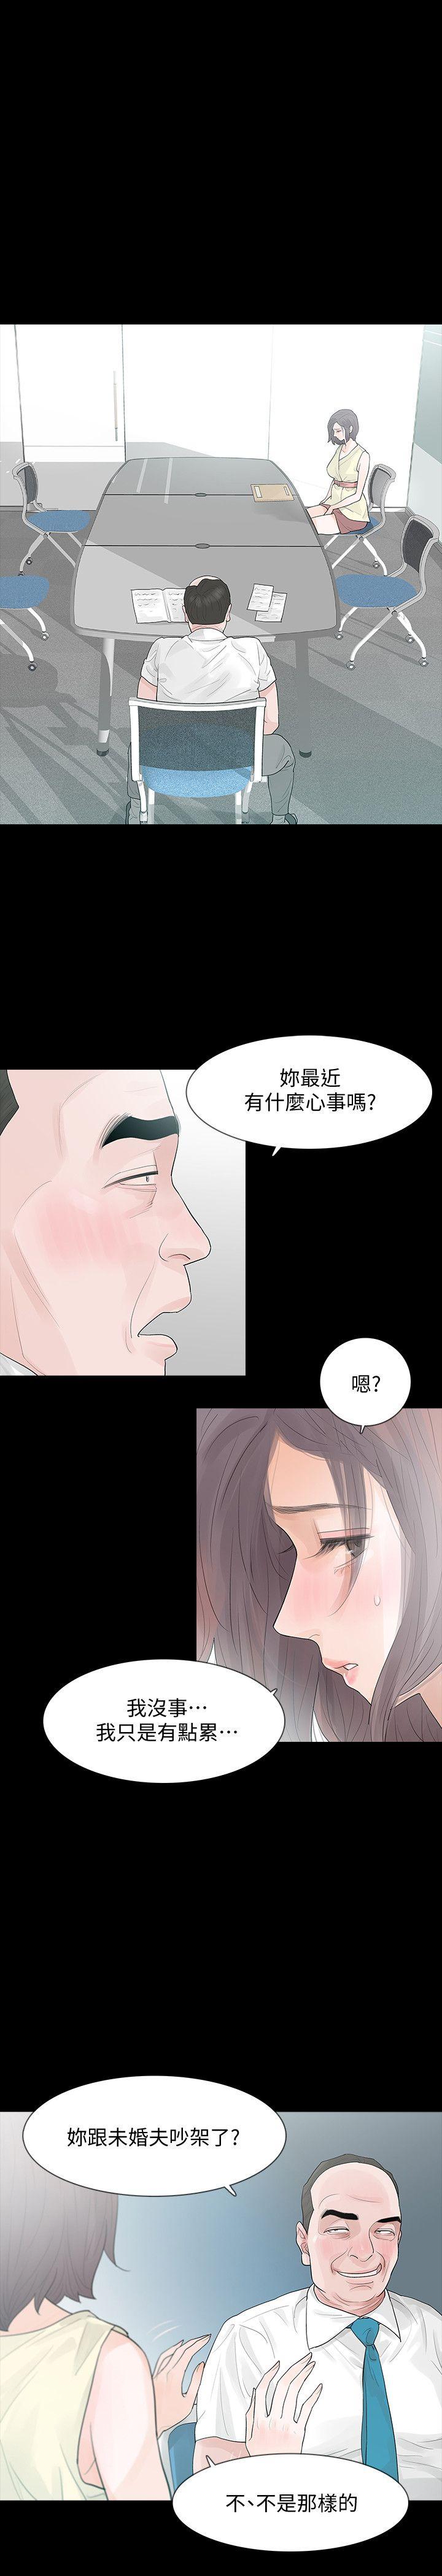 妳最近
有什麼心事嗎?
嗯?
我沒事⋯
我只是有點累⋯
妳跟未婚夫吵架了?
不、不是那樣的